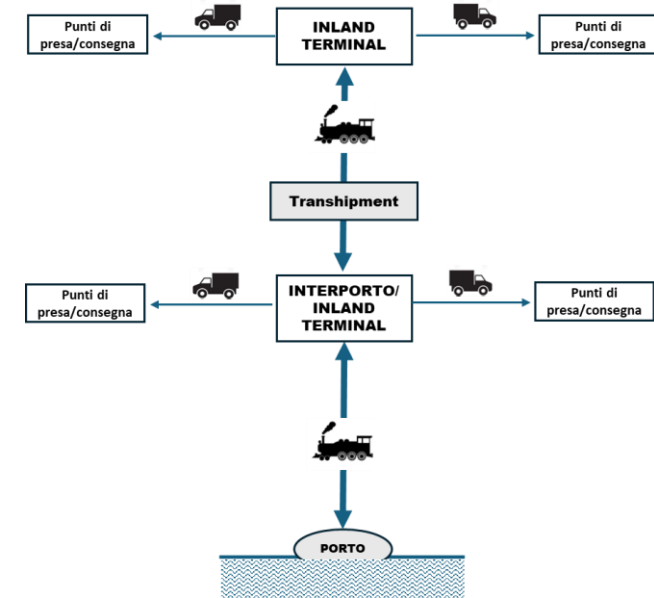 Punti di
presa/consegna
INLAND
TERMINAL
Punti di
presa/consegna
Transhipment
Punti di
presa/consegna
INTERPORTO/
INLAND
TERMINAL
Punti di
presa/consegna
PORTO